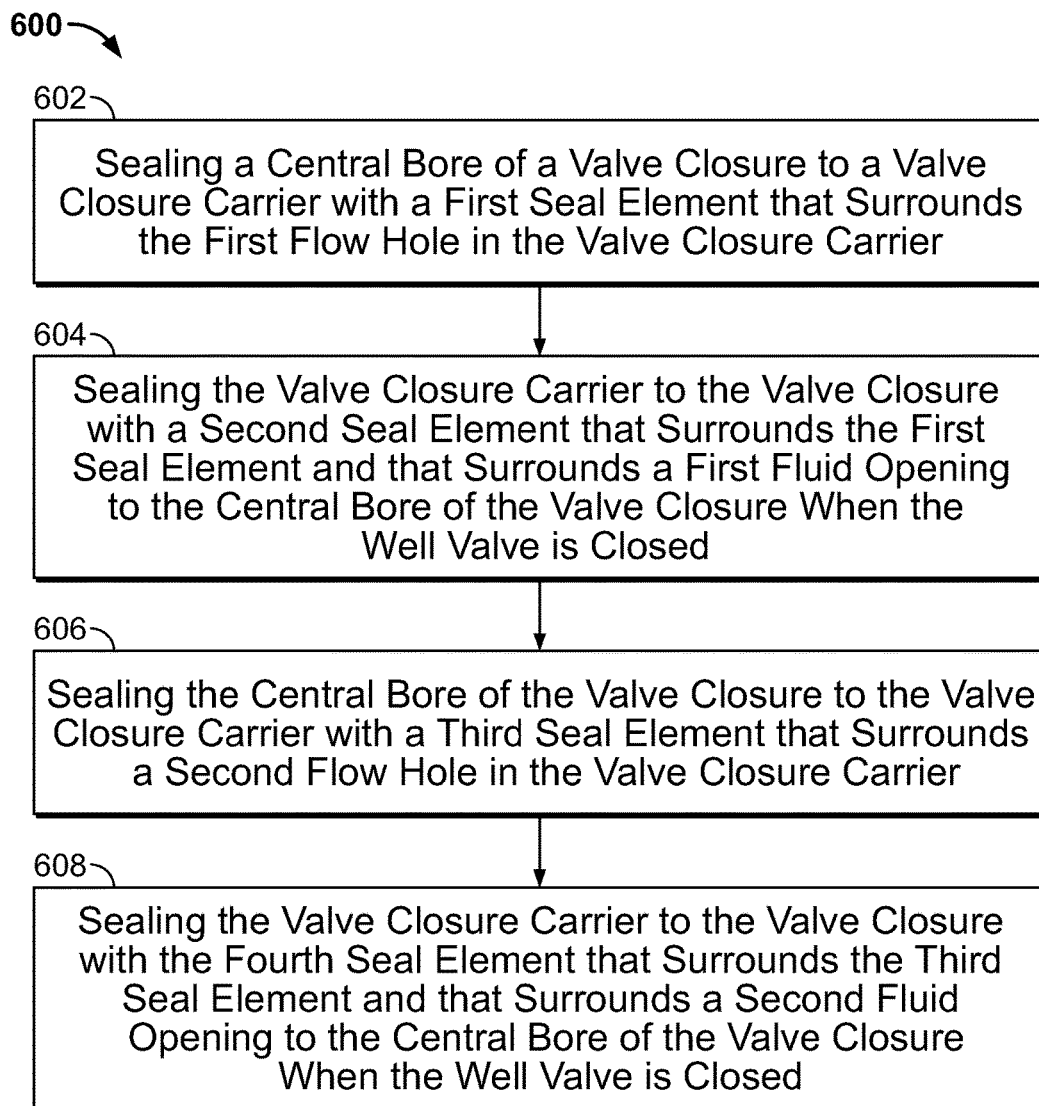 600
602
Sealing a Central Bore of a Valve Closure to a Valve
Closure Carrier with a First Seal Element that Surrounds
the First Flow Hole in the Valve Closure Carrier
604
Sealing the Valve Closure Carrier to the Valve Closure
with a Second Seal Element that Surrounds the First
Seal Element and that Surrounds a First Fluid Opening
to the Central Bore of the Valve Closure When the
Well Valve is Closed
606
Sealing the Central Bore of the Valve Closure to the Valve
Closure Carrier with a Third Seal Element that Surrounds
a Second Flow Hole in the Valve Closure Carrier
608
Sealing the Valve Closure Carrier to the Valve Closure
with the Fourth Seal Element that Surrounds the Third
Seal Element and that Surrounds a Second Fluid
Opening to the Central Bore of the Valve Closure
When the Well Valve is Closed